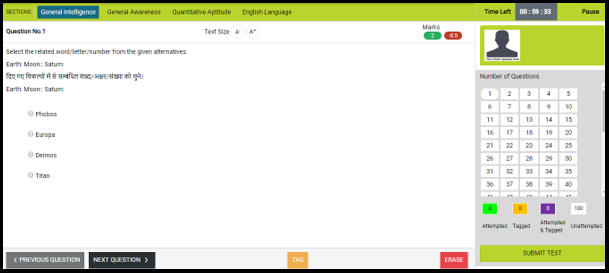 SECTIONS General Intelligence General Awareness Quantitative Aptitude English Language Time Left 00 : 59 : 33 Pause
Question No.1 Text Size A- A+ Marks
2 -0.5
Select the related word/letter/number from the given alternatives.
Earth: Moon:: Saturn:
दिए गए विकल्पों में से सम्बंधित शब्द/अक्षर/संख्या को चुने।
Earth: Moon:: Saturn:
Phobos
Europa
Deimos
Titan
Number of Questions
1 2 3 4 5
6 7 8 9 10
11 12 13 14 15
16 17 18 19 20
21 22 23 24 25
26 27 28 29 30
31 32 33 34 35
36 37 38 39 40
0 0 0 100
Attempted Tagged Attempted & Tagged Unattempted
PREVIOUS QUESTION NEXT QUESTION TAG ERASE SUBMIT TEST